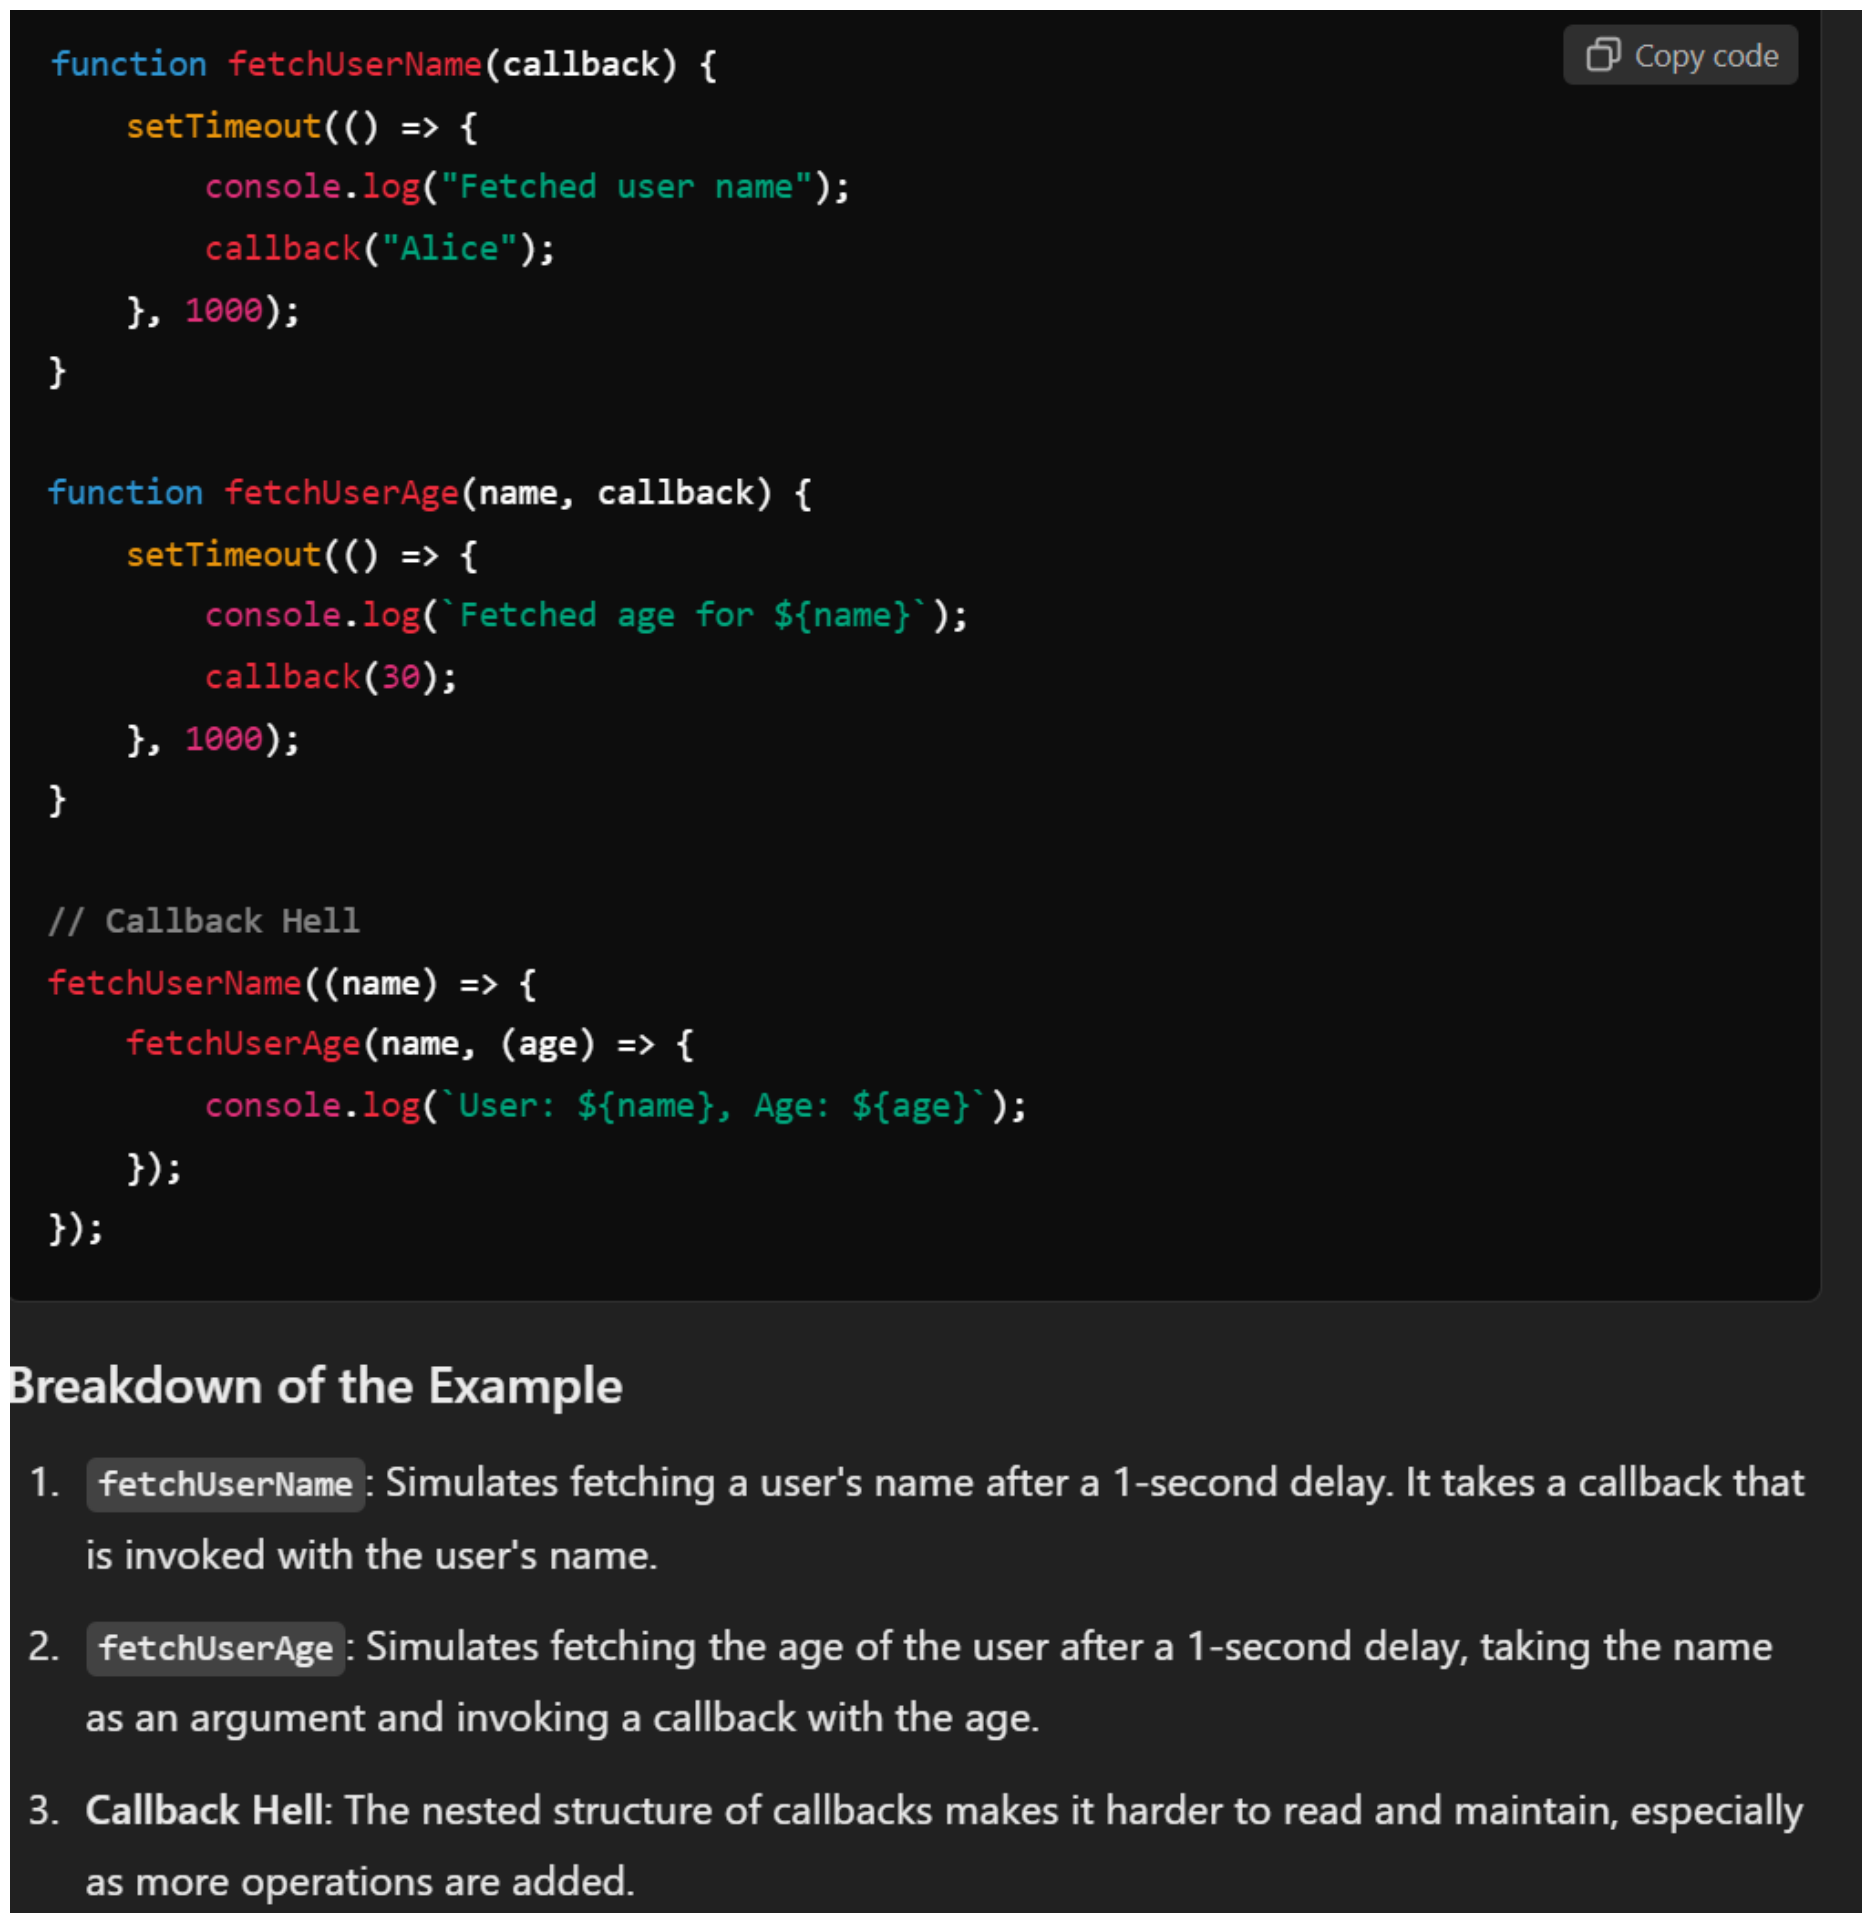 function fetchUserName(callback) {
Copy code
    setTimeout(() => {
        console.log("Fetched user name");
        callback("Alice");
    }, 1000);
}
function fetchUserAge(name, callback) {
    setTimeout(() => {
        console.log(`Fetched age for ${name}`);
        callback(30);
    }, 1000);
}
// Callback Hell
fetchUserName((name) => {
    fetchUserAge(name, (age) => {
        console.log(`User: ${name}, Age: ${age}`);
    });
});
Breakdown of the Example
1. fetchUserName: Simulates fetching a user's name after a 1-second delay. It takes a callback that
is invoked with the user's name.
2. fetchUserAge: Simulates fetching the age of the user after a 1-second delay, taking the name
as an argument and invoking a callback with the age.
3. Callback Hell: The nested structure of callbacks makes it harder to read and maintain, especially
as more operations are added.